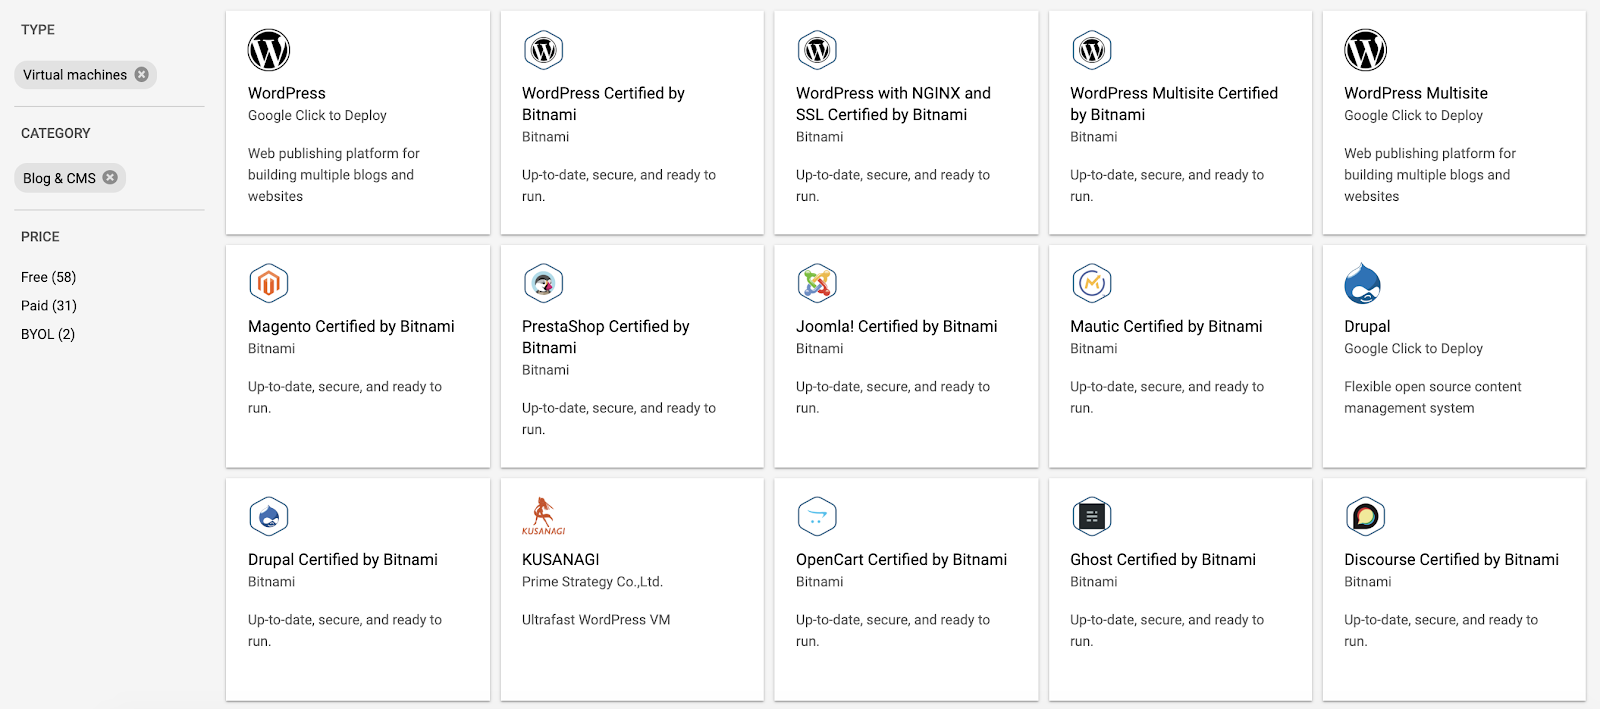 TYPE
Virtual machines
CATEGORY
Blog & CMS
PRICE
Free (58)
Paid (31)
BYOL (2)
WordPress
Google Click to Deploy
Web publishing platform for
building multiple blogs and
websites
WordPress Certified by
Bitnami
Bitnami
Up-to-date, secure, and ready to
run.
WordPress with NGINX and
SSL Certified by Bitnami
Bitnami
Up-to-date, secure, and ready to
run.
WordPress Multisite Certified
by Bitnami
Bitnami
Up-to-date, secure, and ready to
run.
WordPress Multisite
Google Click to Deploy
Web publishing platform for
building multiple blogs and
websites
Magento Certified by Bitnami
Bitnami
Up-to-date, secure, and ready to
run.
PrestaShop Certified by
Bitnami
Bitnami
Up-to-date, secure, and ready to
run.
Joomla! Certified by Bitnami
Bitnami
Up-to-date, secure, and ready to
run.
Mautic Certified by Bitnami
Bitnami
Up-to-date, secure, and ready to
run.
Drupal
Google Click to Deploy
Flexible open source content
management system
Drupal Certified by Bitnami
Bitnami
Up-to-date, secure, and ready to
run.
KUSANAGI
KUSANAGI
Prime Strategy Co.,Ltd.
Ultrafast WordPress VM
OpenCart Certified by Bitnami
Bitnami
Up-to-date, secure, and ready to
run.
Ghost Certified by Bitnami
Bitnami
Up-to-date, secure, and ready to
run.
Discourse Certified by Bitnami
Bitnami
Up-to-date, secure, and ready to
run.